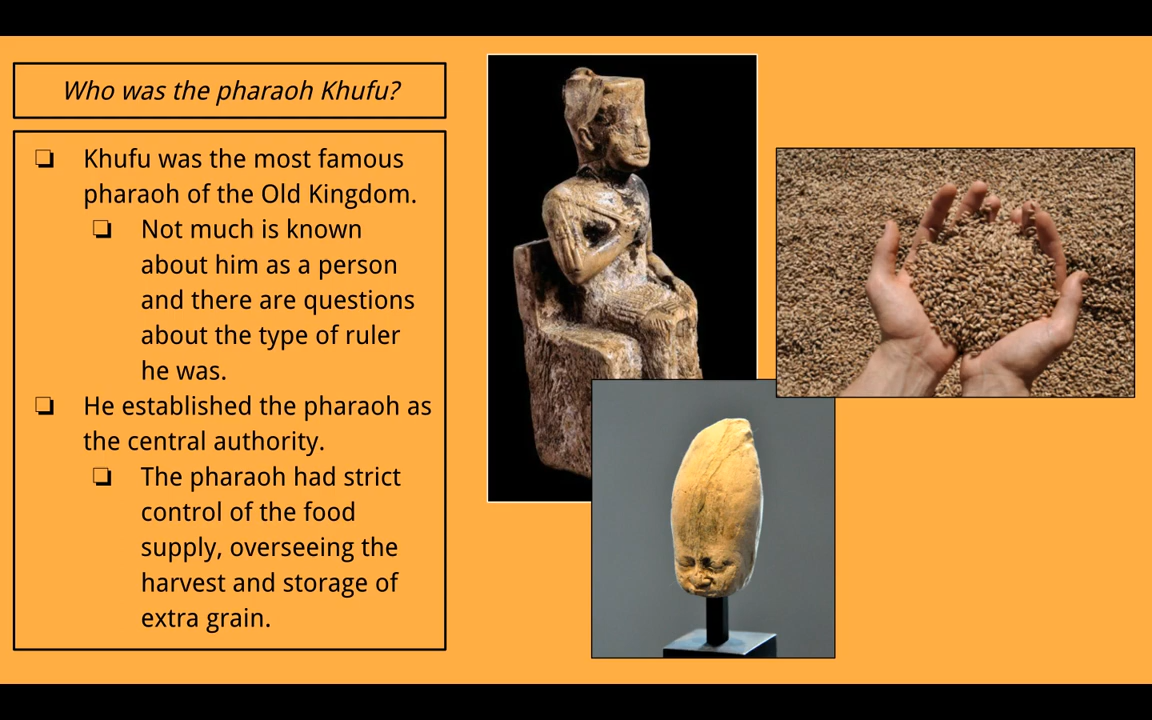 Who was the pharaoh Khufu?
❏ Khufu was the most famous
pharaoh of the Old Kingdom.
❏ Not much is known
about him as a person
and there are questions
about the type of ruler
he was.
❏ He established the pharaoh as
the central authority.
❏ The pharaoh had strict
control of the food
supply, overseeing the
harvest and storage of
extra grain.